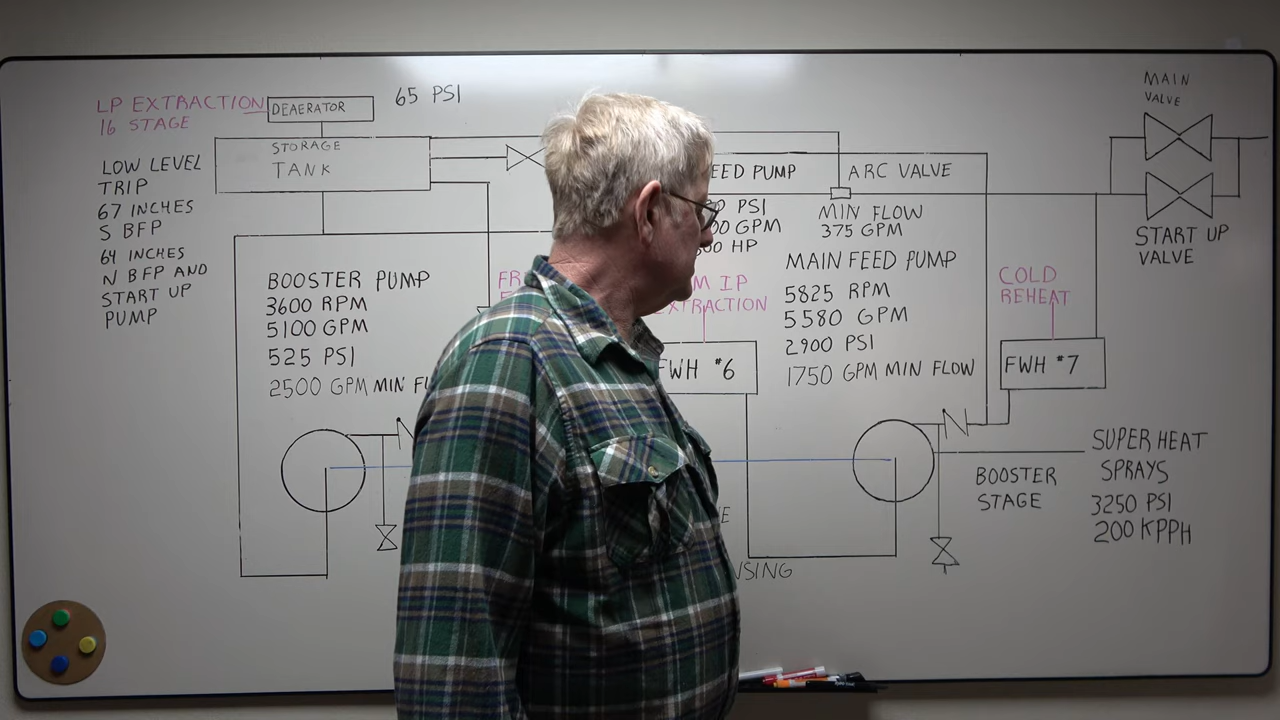 LP EXTRACTION
16 STAGE
DEAERATOR
65 PSI
STORAGE
TANK
LOW LEVEL
TRIP
67 INCHES
S BFP
64 INCHES
N BFP AND
START UP
PUMP
BOOSTER PUMP
3600 RPM
5100 GPM
525 PSI
2500 GPM MIN
FEED PUMP
PSI
GPM
HP
ARC VALVE
MIN FLOW
375 GPM
IP
EXTRACTION
FWH #6
MAIN FEED PUMP
5825 RPM
5580 GPM
2900 PSI
1750 GPM MIN FLOW
MAIN
VALVE
START UP
VALVE
COLD
REHEAT
FWH #7
BOOSTER
STAGE
SUPER HEAT
SPRAYS
3250 PSI
200 KPPH